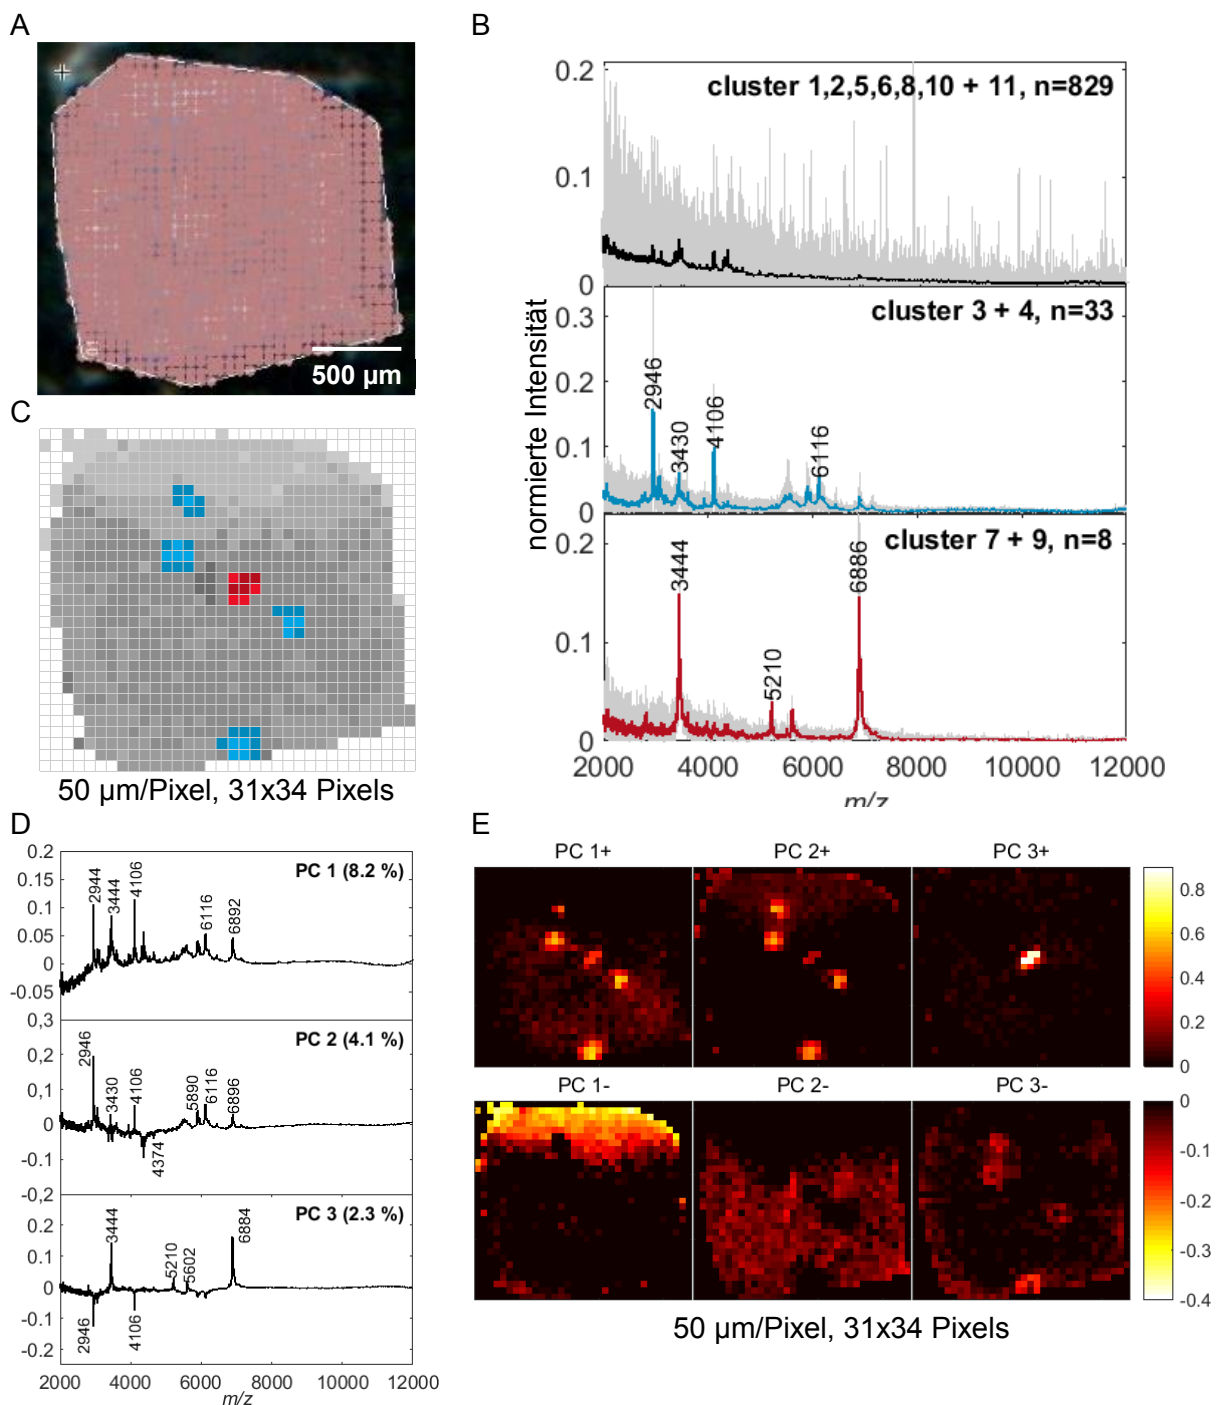 A
500 µm
B
normierte Intensität
0.2
0.1
0
cluster 1,2,5,6,8,10 + 11, n=829
0.3
0.2
0.1
0
cluster 3 + 4, n=33
2946
3430
4106
6116
0.2
0.1
0
cluster 7 + 9, n=8
3444
5210
6886
2000 4000 6000 8000 10000 12000
m/z
C
50 µm/Pixel, 31x34 Pixels
D
0.2
0.15
0.1
0.05
0
-0.05
PC 1 (8.2 %)
2944
3444
4106
6116
6892
0,3
0,2
0.1
0
-0.1
-0,2
PC 2 (4.1 %)
2946
3430
4106
4374
5890
6116
6896
0.2
0.1
0
-0.1
-0.2
PC 3 (2.3 %)
3444
5210
5602
6884
2946
4106
2000 4000 6000 8000 10000 12000
m/z
E
PC 1+ PC 2+ PC 3+
0.8
0.6
0.4
0.2
0
PC 1- PC 2- PC 3-
0
-0.1
-0.2
-0.3
-0.4
50 µm/Pixel, 31x34 Pixels